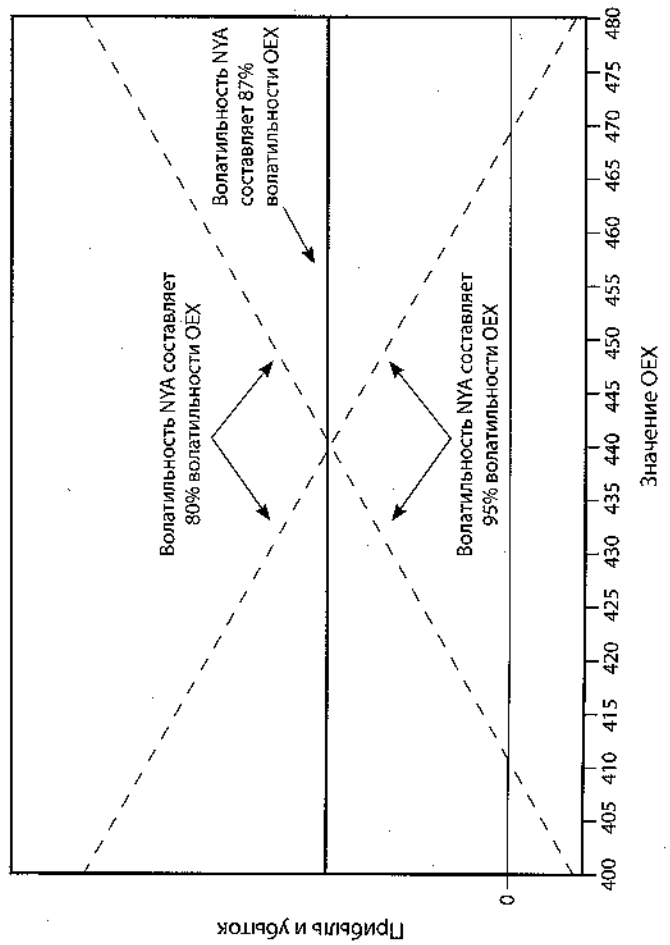 Прибыль и убыток
0
Волатильность NYA составляет
80% волатильности OEX
Волатильность NYA
составляет 87%
волатильности OEX
Волатильность NYA составляет
95% волатильности OEX
400 405 410 415 420 425 430 435 440 445 450 455 460 465 470 475 480
Значение OEX